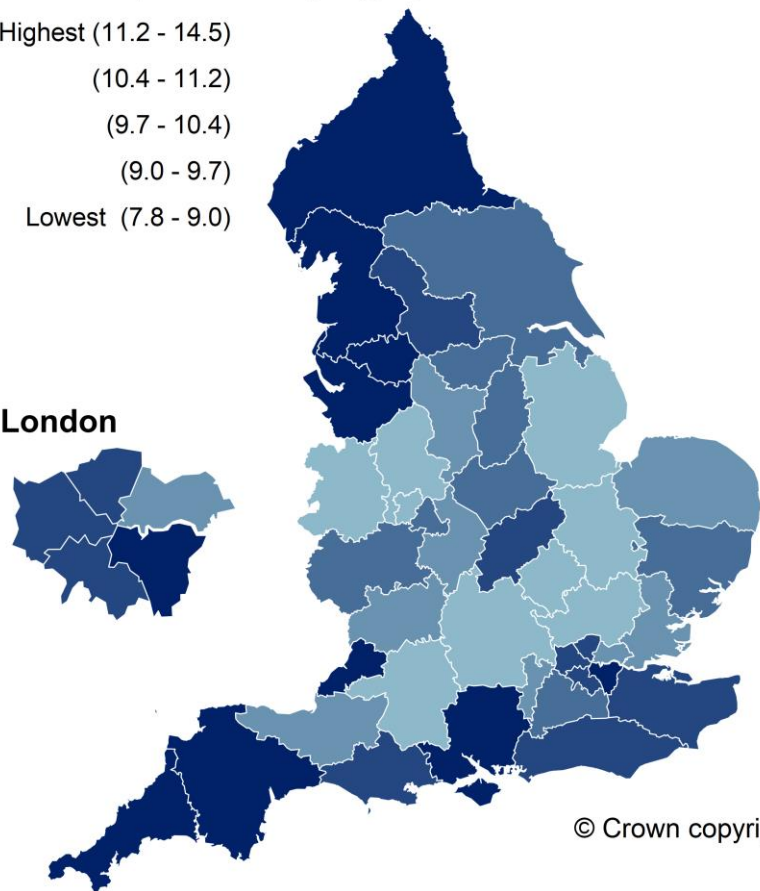 Highest (11.2 - 14.5)
(10.4 - 11.2)
(9.7 - 10.4)
(9.0 - 9.7)
Lowest (7.8 - 9.0)
London
© Crown copyri